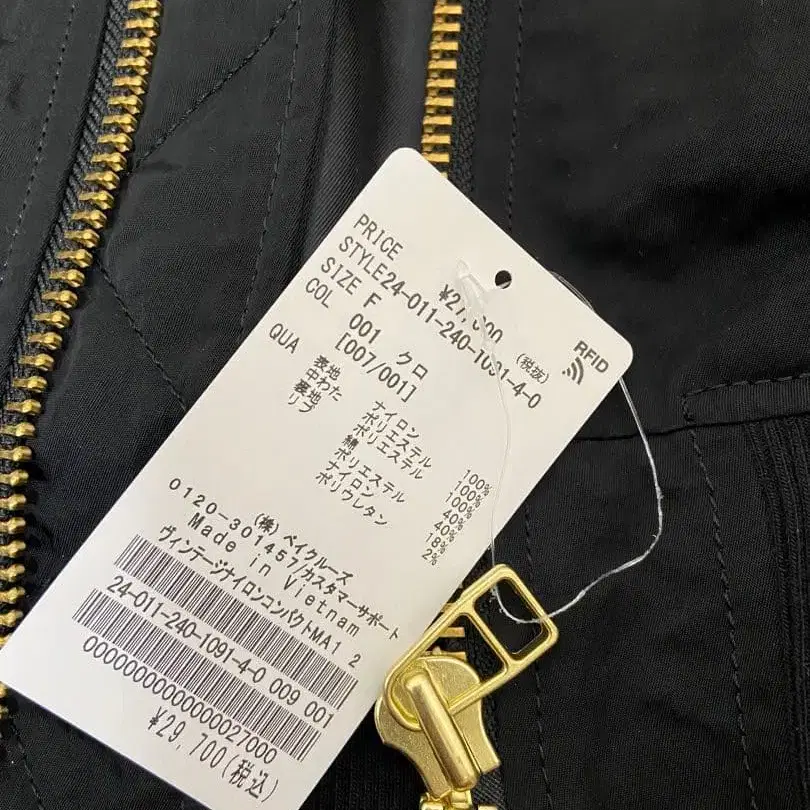 PRICE ¥27,000 (税抜)
STYLE24-011-240-1091-4-0
SIZE F
COL 001 クロ
[007/001]
QUA 表地 ナイロン 100%
中わた ポリエステル 100%
裏地 ポリエステル 100%
リブ 綿 40%
ポリエステル 40%
ナイロン 18%
ポリウレタン 2%
(株) ベイクルーズ
0120-301457/カスタマーサポート
Made in Vietnam
ヴィンテージナイロンコンパクトMA1 2
24-011-240-1091-4-0 009 001
0000000000000027000
¥29,700(税込)
RFID